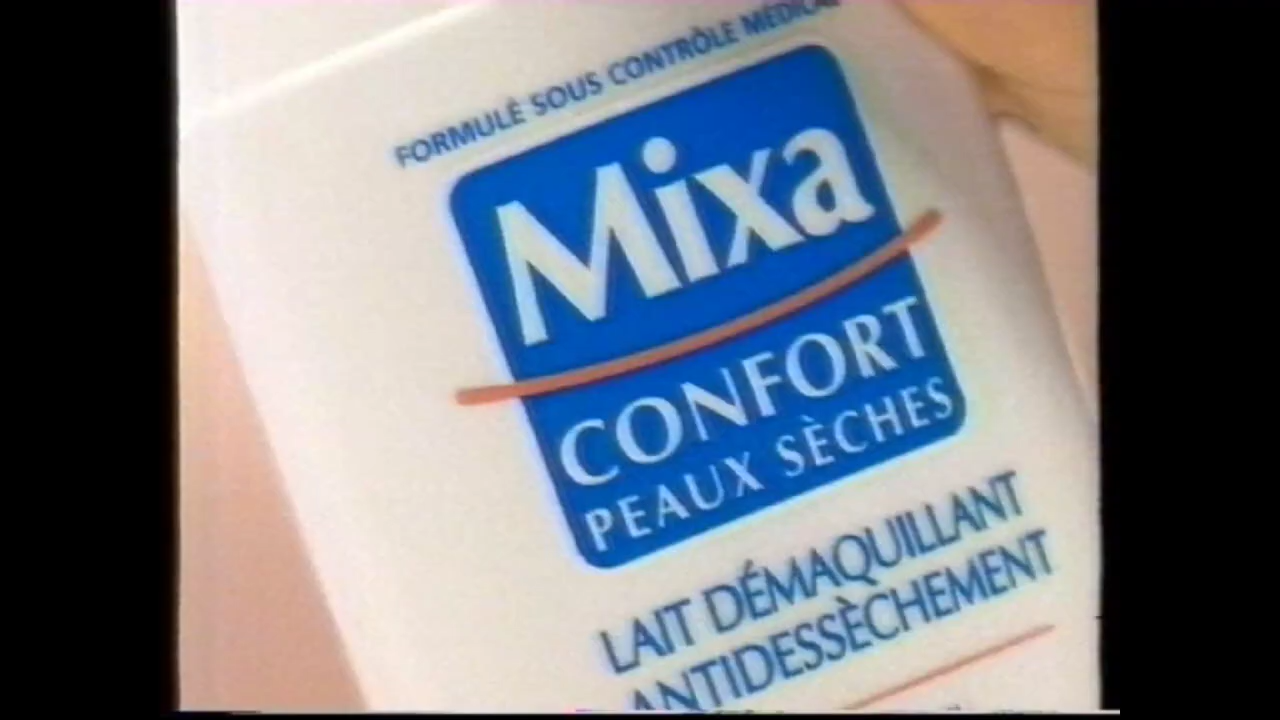 FORMULÉ SOUS CONTRÔLE MÉDICAL
Mixa
CONFORT
PEAUX SÈCHES
LAIT DÉMAQUILLANT
ANTIDESSÈCHEMENT